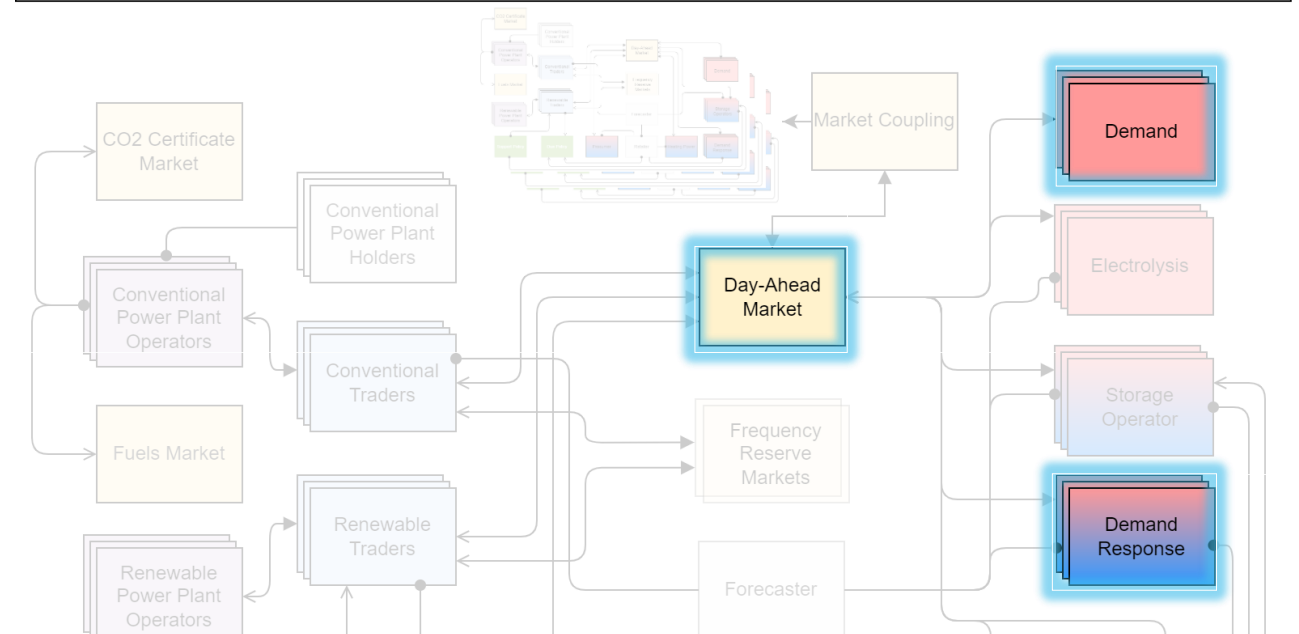 CO2 Certificate
Market
Conventional
Power Plant
Holders
Conventional
Power Plant
Operators
Conventional
Traders
Fuels Market
Renewable
Traders
Renewable
Power Plant
Operators
Market Coupling
Day-Ahead
Market
Frequency
Reserve
Markets
Forecaster
Demand
Electrolysis
Storage
Operator
Demand
Response